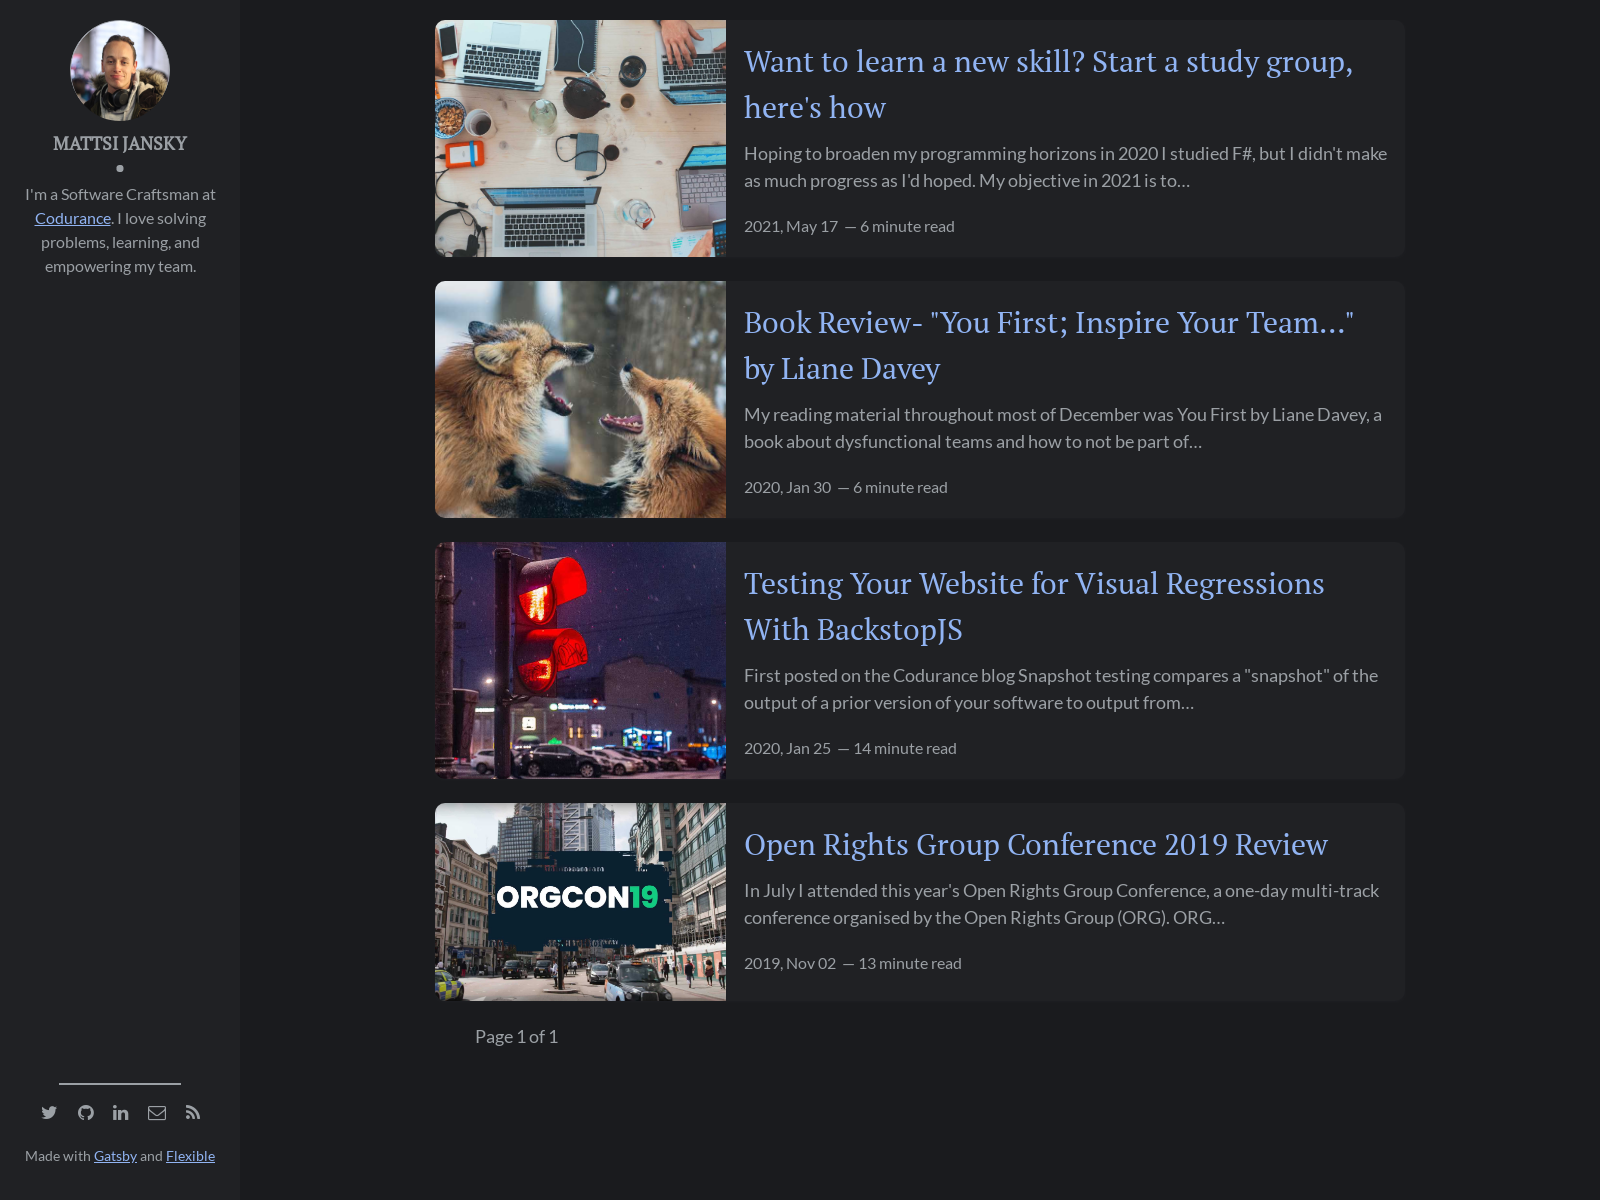 MATTSI JANSKY
I'm a Software Craftsman at
Codurance. I love solving
problems, learning, and
empowering my team.
Want to learn a new skill? Start a study group,
here's how
Hoping to broaden my programming horizons in 2020 I studied F#, but I didn't make
as much progress as I'd hoped. My objective in 2021 is to…
2021, May 17 — 6 minute read
Book Review- "You First; Inspire Your Team..."
by Liane Davey
My reading material throughout most of December was You First by Liane Davey, a
book about dysfunctional teams and how to not be part of…
2020, Jan 30 — 6 minute read
Testing Your Website for Visual Regressions
With BackstopJS
First posted on the Codurance blog Snapshot testing compares a "snapshot" of the
output of a prior version of your software to output from…
2020, Jan 25 — 14 minute read
ORGCON19
Open Rights Group Conference 2019 Review
In July I attended this year's Open Rights Group Conference, a one-day multi-track
conference organised by the Open Rights Group (ORG). ORG…
2019, Nov 02 — 13 minute read
Page 1 of 1
Made with Gatsby and Flexible